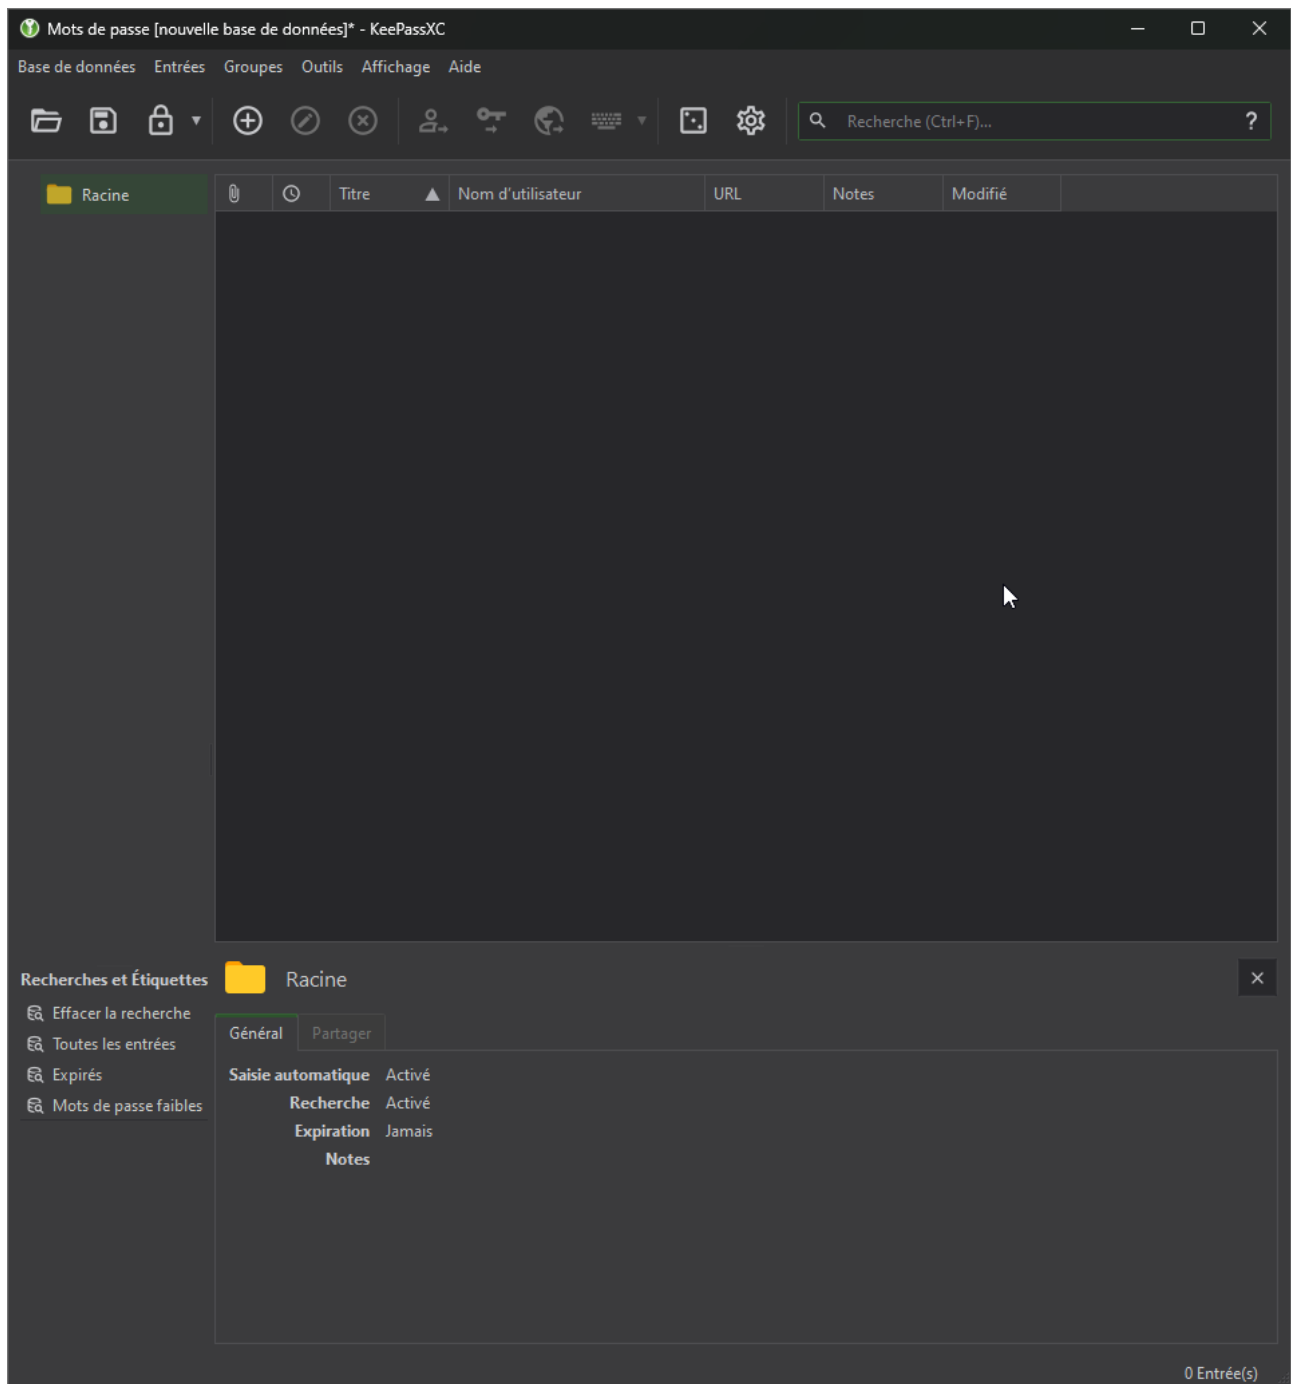 Mots de passe [nouvelle base de données]* - KeePassXC
Base de données Entrées Groupes Outils Affichage Aide
Recherche (Ctrl+F)... ?
Racine
Titre Nom d'utilisateur URL Notes Modifié
Recherches et Étiquettes
Effacer la recherche
Toutes les entrées
Expirés
Mots de passe faibles
Racine
Général Partager
Saisie automatique Activé
Recherche Activé
Expiration Jamais
Notes
0 Entrée(s)